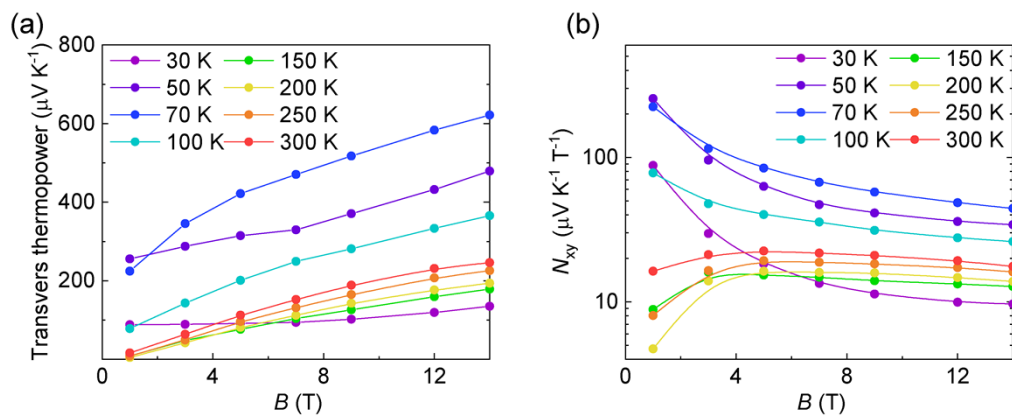 (a)
800
600
400
200
Transvers thermopower (μV K⁻¹)
30 K 150 K
50 K 200 K
70 K 250 K
100 K 300 K
0 4 8 12
B (T)
(b)
100
10
Nxy (μV K⁻¹ T⁻¹)
30 K 150 K
50 K 200 K
70 K 250 K
100 K 300 K
0 4 8 12
B (T)